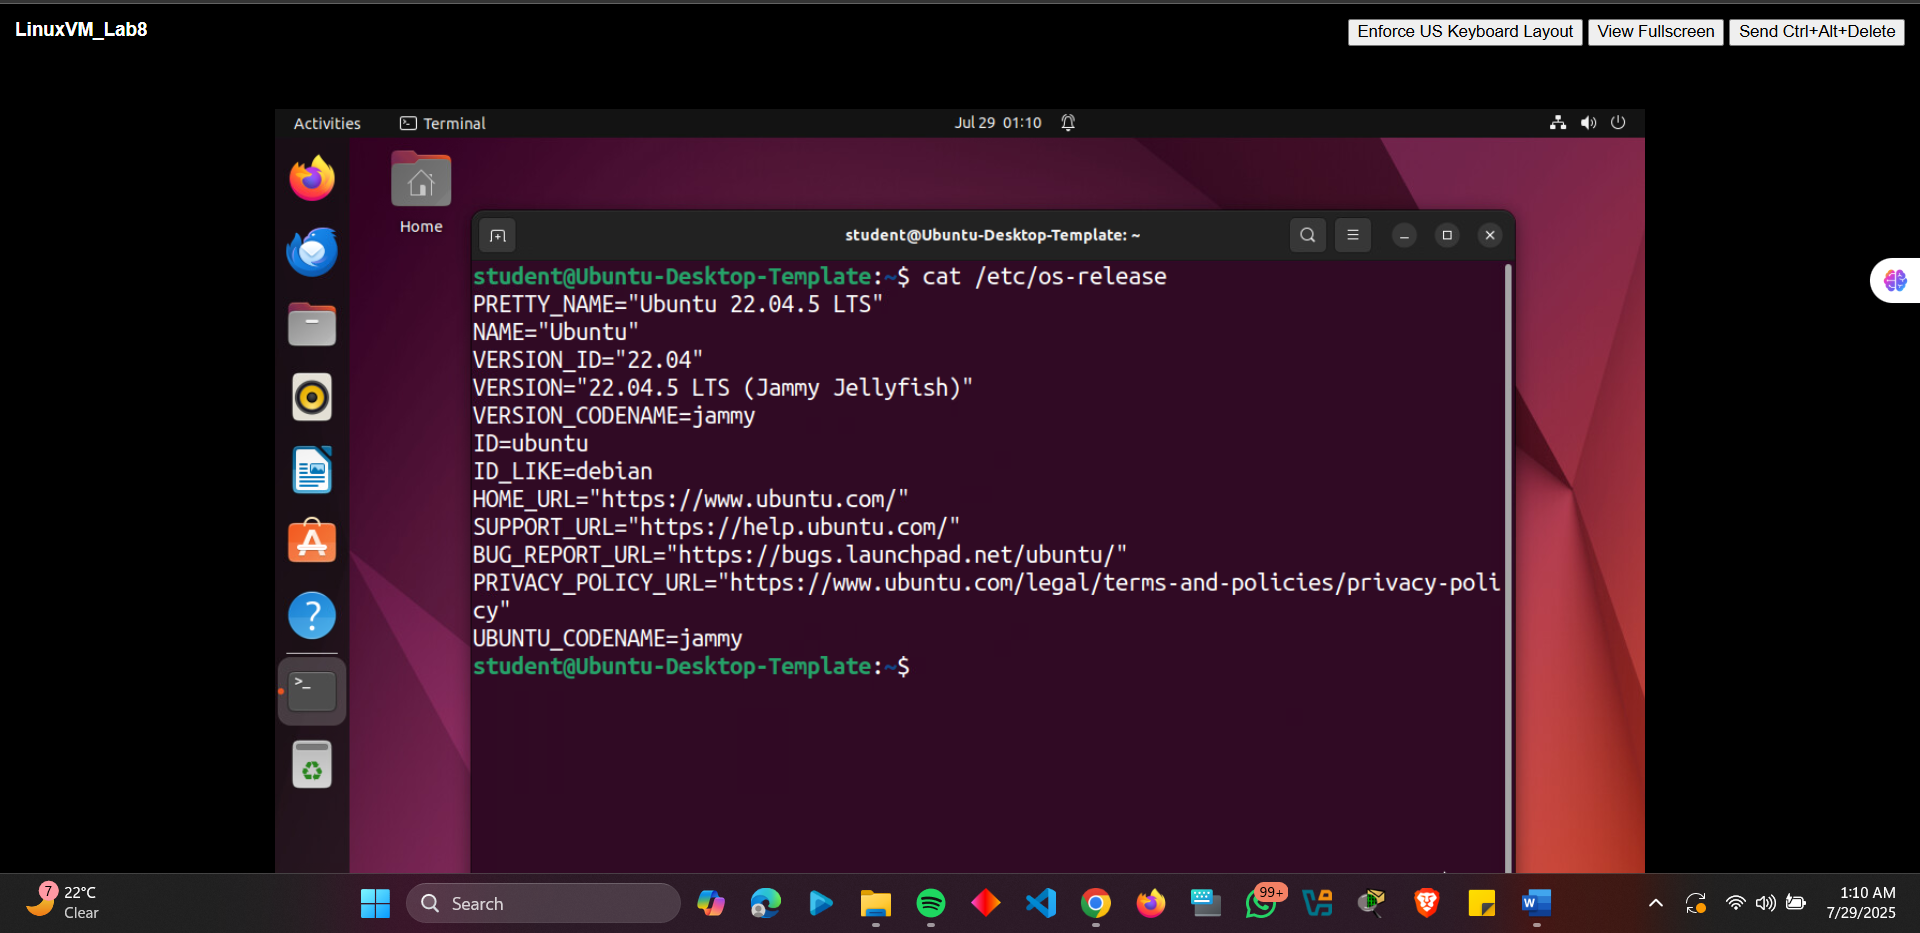 LinuxVM_Lab8
Enforce US Keyboard Layout View Fullscreen Send Ctrl+Alt+Delete
Activities Terminal Jul 29 01:10
Home
student@Ubuntu-Desktop-Template: ~
student@Ubuntu-Desktop-Template:~$ cat /etc/os-release
PRETTY_NAME="Ubuntu 22.04.5 LTS"
NAME="Ubuntu"
VERSION_ID="22.04"
VERSION="22.04.5 LTS (Jammy Jellyfish)"
VERSION_CODENAME=jammy
ID=ubuntu
ID_LIKE=debian
HOME_URL="https://www.ubuntu.com/"
SUPPORT_URL="https://help.ubuntu.com/"
BUG_REPORT_URL="https://bugs.launchpad.net/ubuntu/"
PRIVACY_POLICY_URL="https://www.ubuntu.com/legal/terms-and-policies/privacy-poli
cy"
UBUNTU_CODENAME=jammy
student@Ubuntu-Desktop-Template:~$
7 22°C
Clear
Search
99+
1:10 AM
7/29/2025